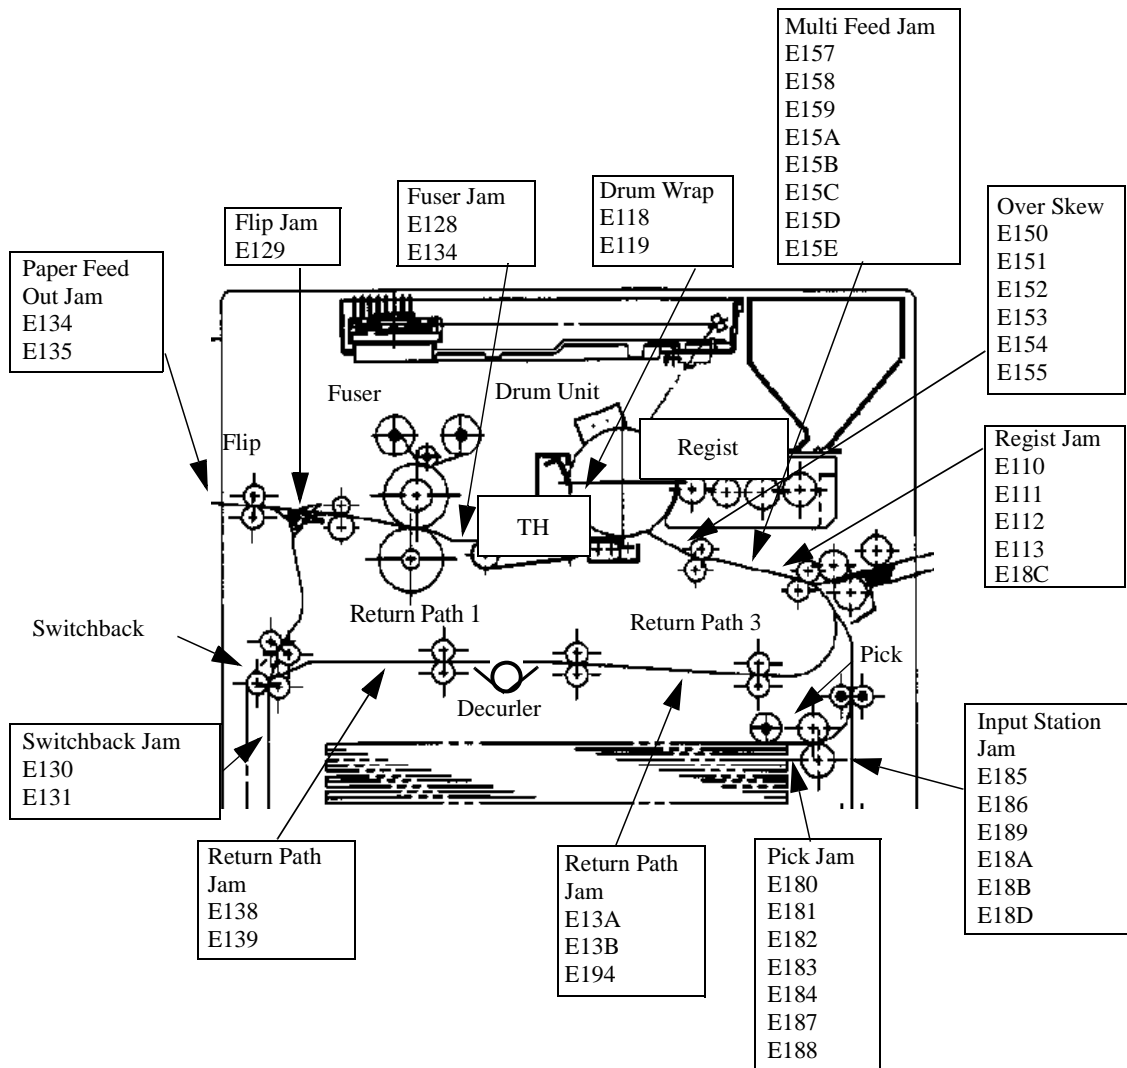 Multi Feed Jam
E157
E158
E159
E15A
E15B
E15C
E15D
E15E
Fuser Jam
E128
E134
Drum Wrap
E118
E119
Over Skew
E150
E151
E152
E153
E154
E155
Flip Jam
E129
Paper Feed
Out Jam
E134
E135
Fuser
Drum Unit
Flip
Regist
TH
Regist Jam
E110
E111
E112
E113
E18C
Switchback
Return Path 1
Return Path 3
Pick
Decurler
Switchback Jam
E130
E131
Input Station
Jam
E185
E186
E189
E18A
E18B
E18D
Return Path
Jam
E138
E139
Return Path
Jam
E13A
E13B
E194
Pick Jam
E180
E181
E182
E183
E184
E187
E188